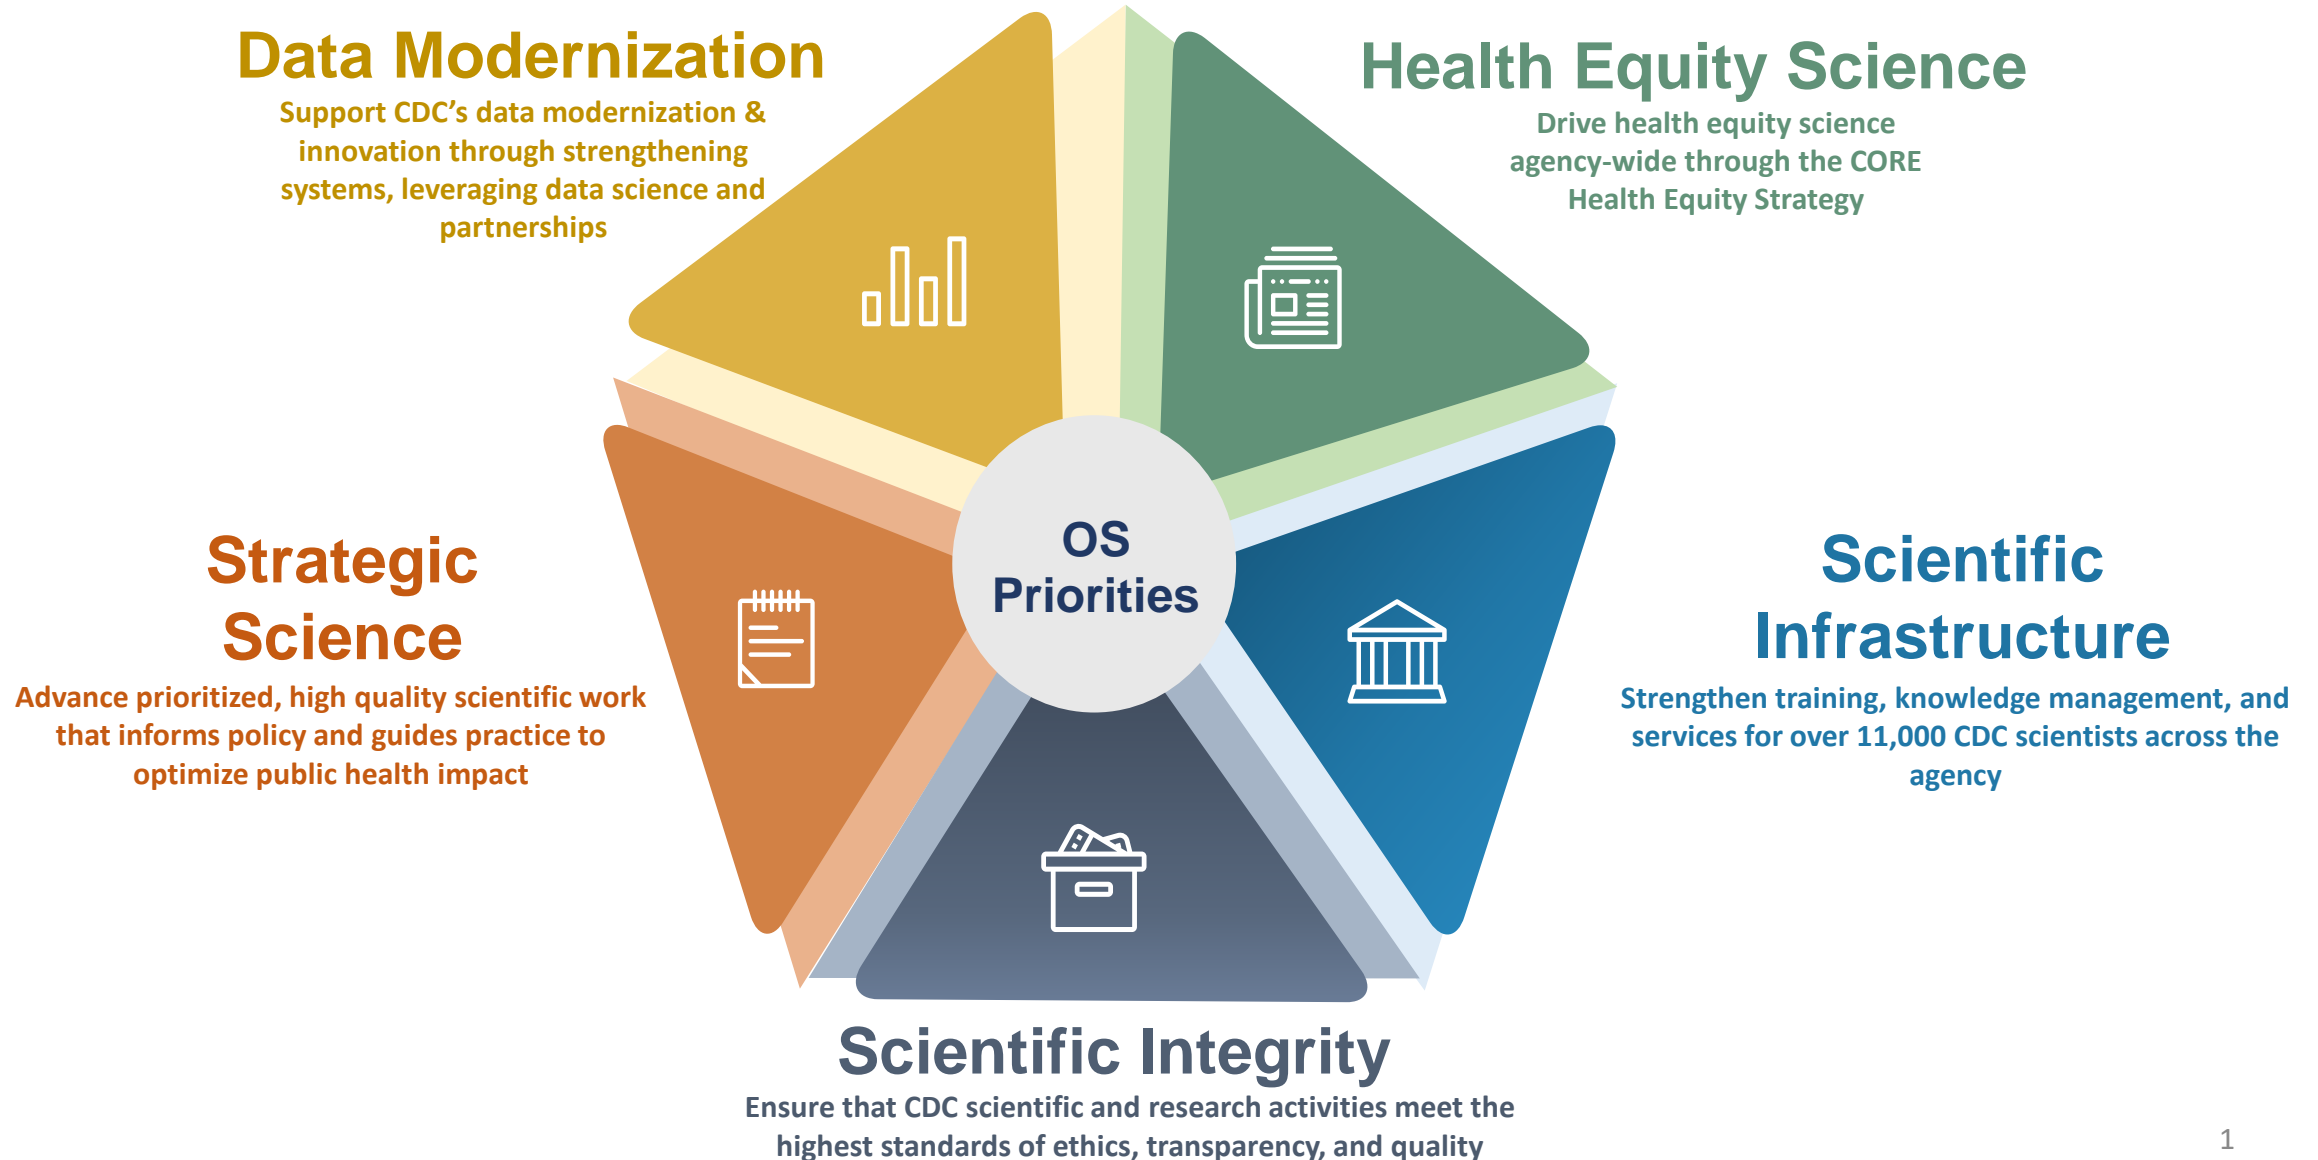 Data Modernization
Support CDC’s data modernization &
innovation through strengthening
systems, leveraging data science and
partnerships
Health Equity Science
Drive health equity science
agency-wide through the CORE
Health Equity Strategy
OS
Priorities
Strategic
Science
Advance prioritized, high quality scientific work
that informs policy and guides practice to
optimize public health impact
Scientific
Infrastructure
Strengthen training, knowledge management, and
services for over 11,000 CDC scientists across the
agency
Scientific Integrity
Ensure that CDC scientific and research activities meet the
highest standards of ethics, transparency, and quality
1